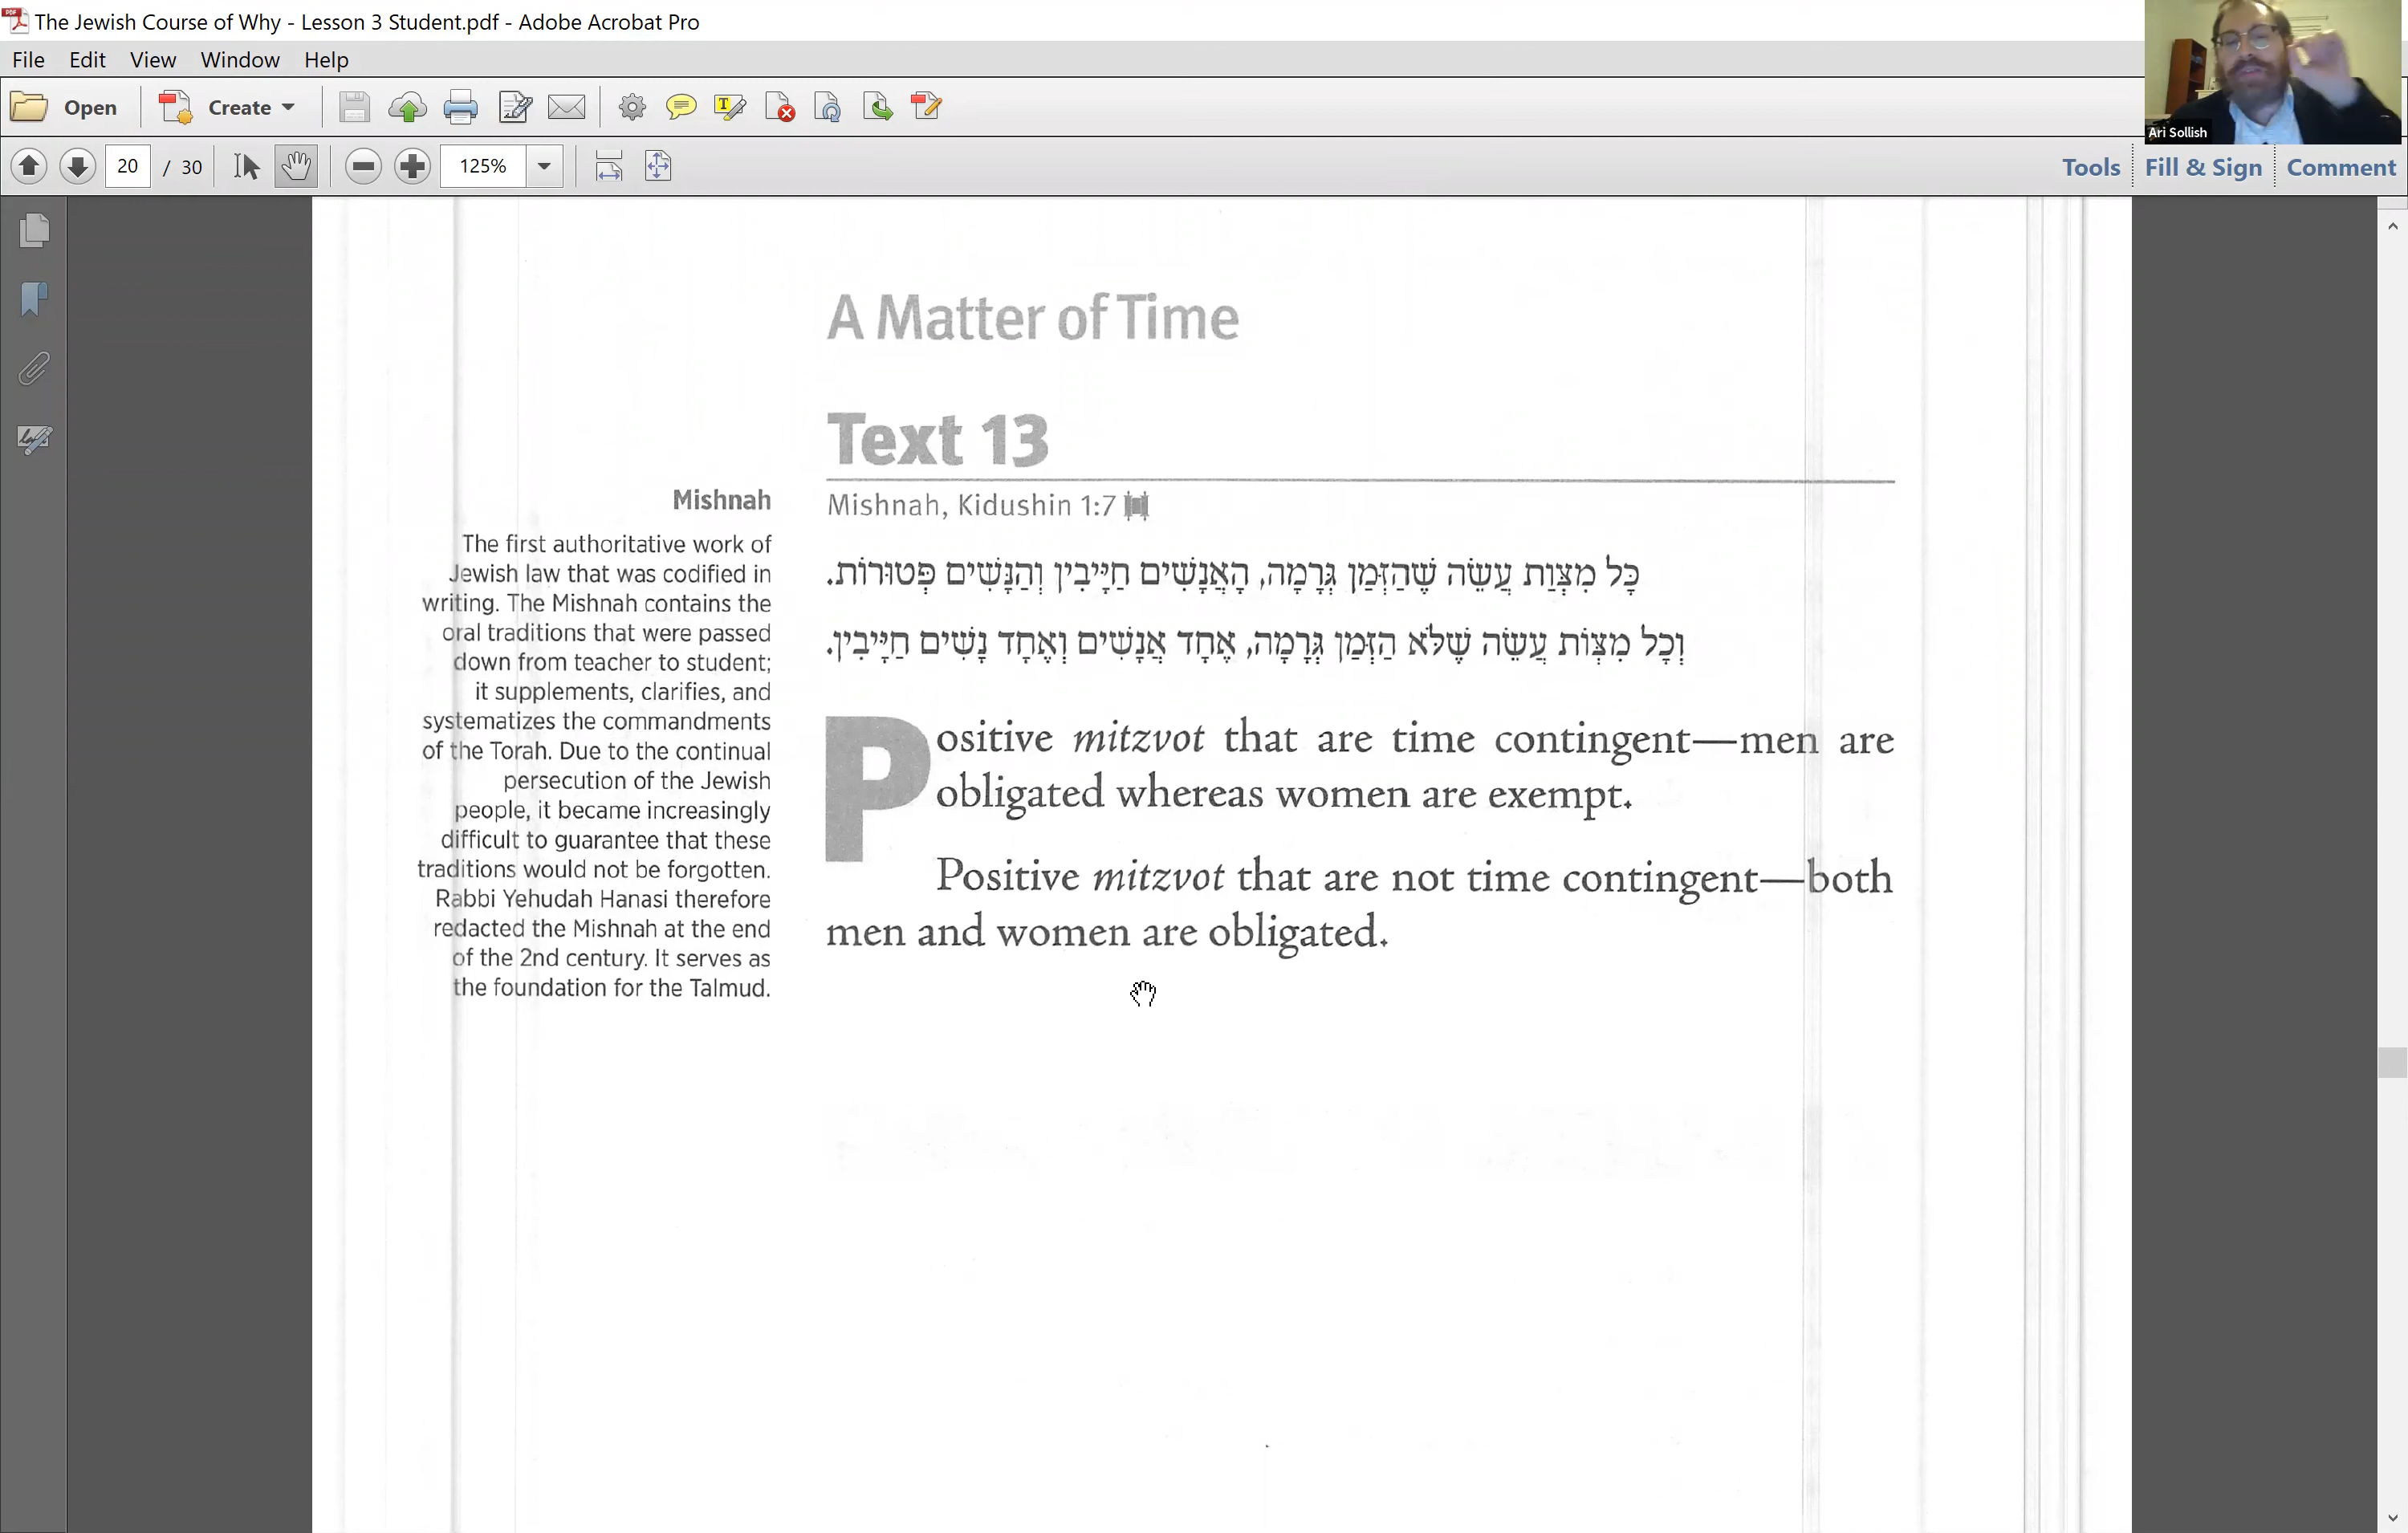 The Jewish Course of Why - Lesson 3 Student.pdf - Adobe Acrobat Pro
File Edit View Window Help
Open Create
20 / 30 125%
Ari Sollish
Tools Fill & Sign Comment
A Matter of Time
Text 13
Mishnah, Kidushin 1:7
כָּל מִצְוַת עֲשֵׂה שֶׁהַזְּמַן גְּרָמָה, הָאֲנָשִׁים חַיָּיבִין וְהַנָּשִׁים פְּטוּרוֹת.
וְכָל מִצְוֹת עֲשֵׂה שֶׁלֹּא הַזְּמַן גְּרָמָה, אֶחָד אֲנָשִׁים וְאֶחָד נָשִׁים חַיָּיבִין.
Positive mitzvot that are time contingent—men are
obligated whereas women are exempt.
Positive mitzvot that are not time contingent—both
men and women are obligated.
Mishnah
The first authoritative work of
Jewish law that was codified in
writing. The Mishnah contains the
oral traditions that were passed
down from teacher to student;
it supplements, clarifies, and
systematizes the commandments
of the Torah. Due to the continual
persecution of the Jewish
people, it became increasingly
difficult to guarantee that these
traditions would not be forgotten.
Rabbi Yehudah Hanasi therefore
redacted the Mishnah at the end
of the 2nd century. It serves as
the foundation for the Talmud.